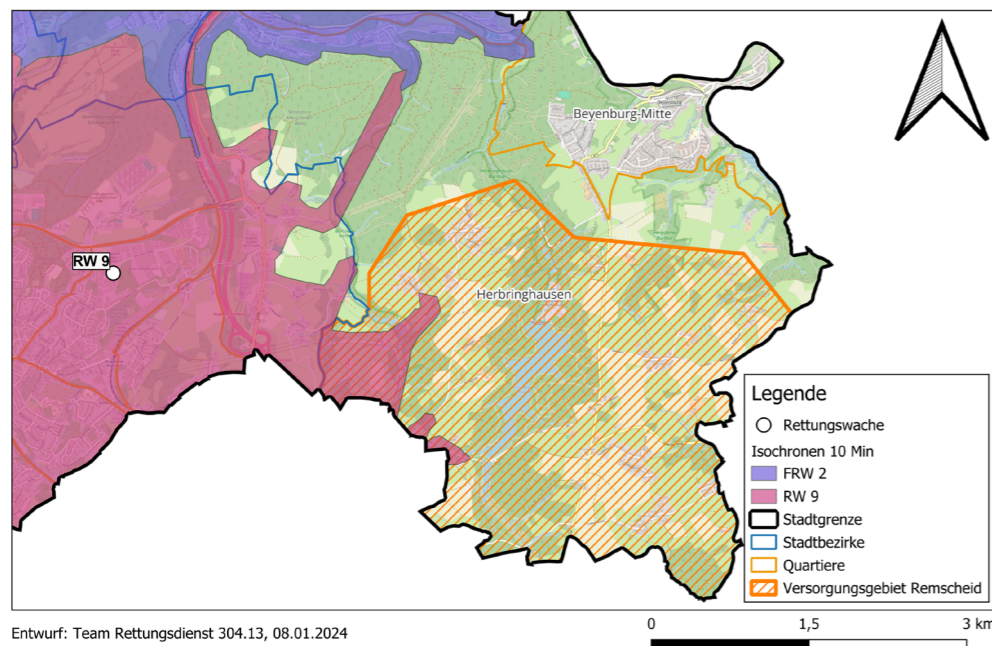 Beyenburg-Mitte
RW 9
Herbringhausen
Legende
Rettungswache
Isochronen 10 Min
FRW 2
RW 9
Stadtgrenze
Stadtbezirke
Quartiere
Versorgungsgebiet Remscheid
Entwurf: Team Rettungsdienst 304.13, 08.01.2024
0 1,5 3 km